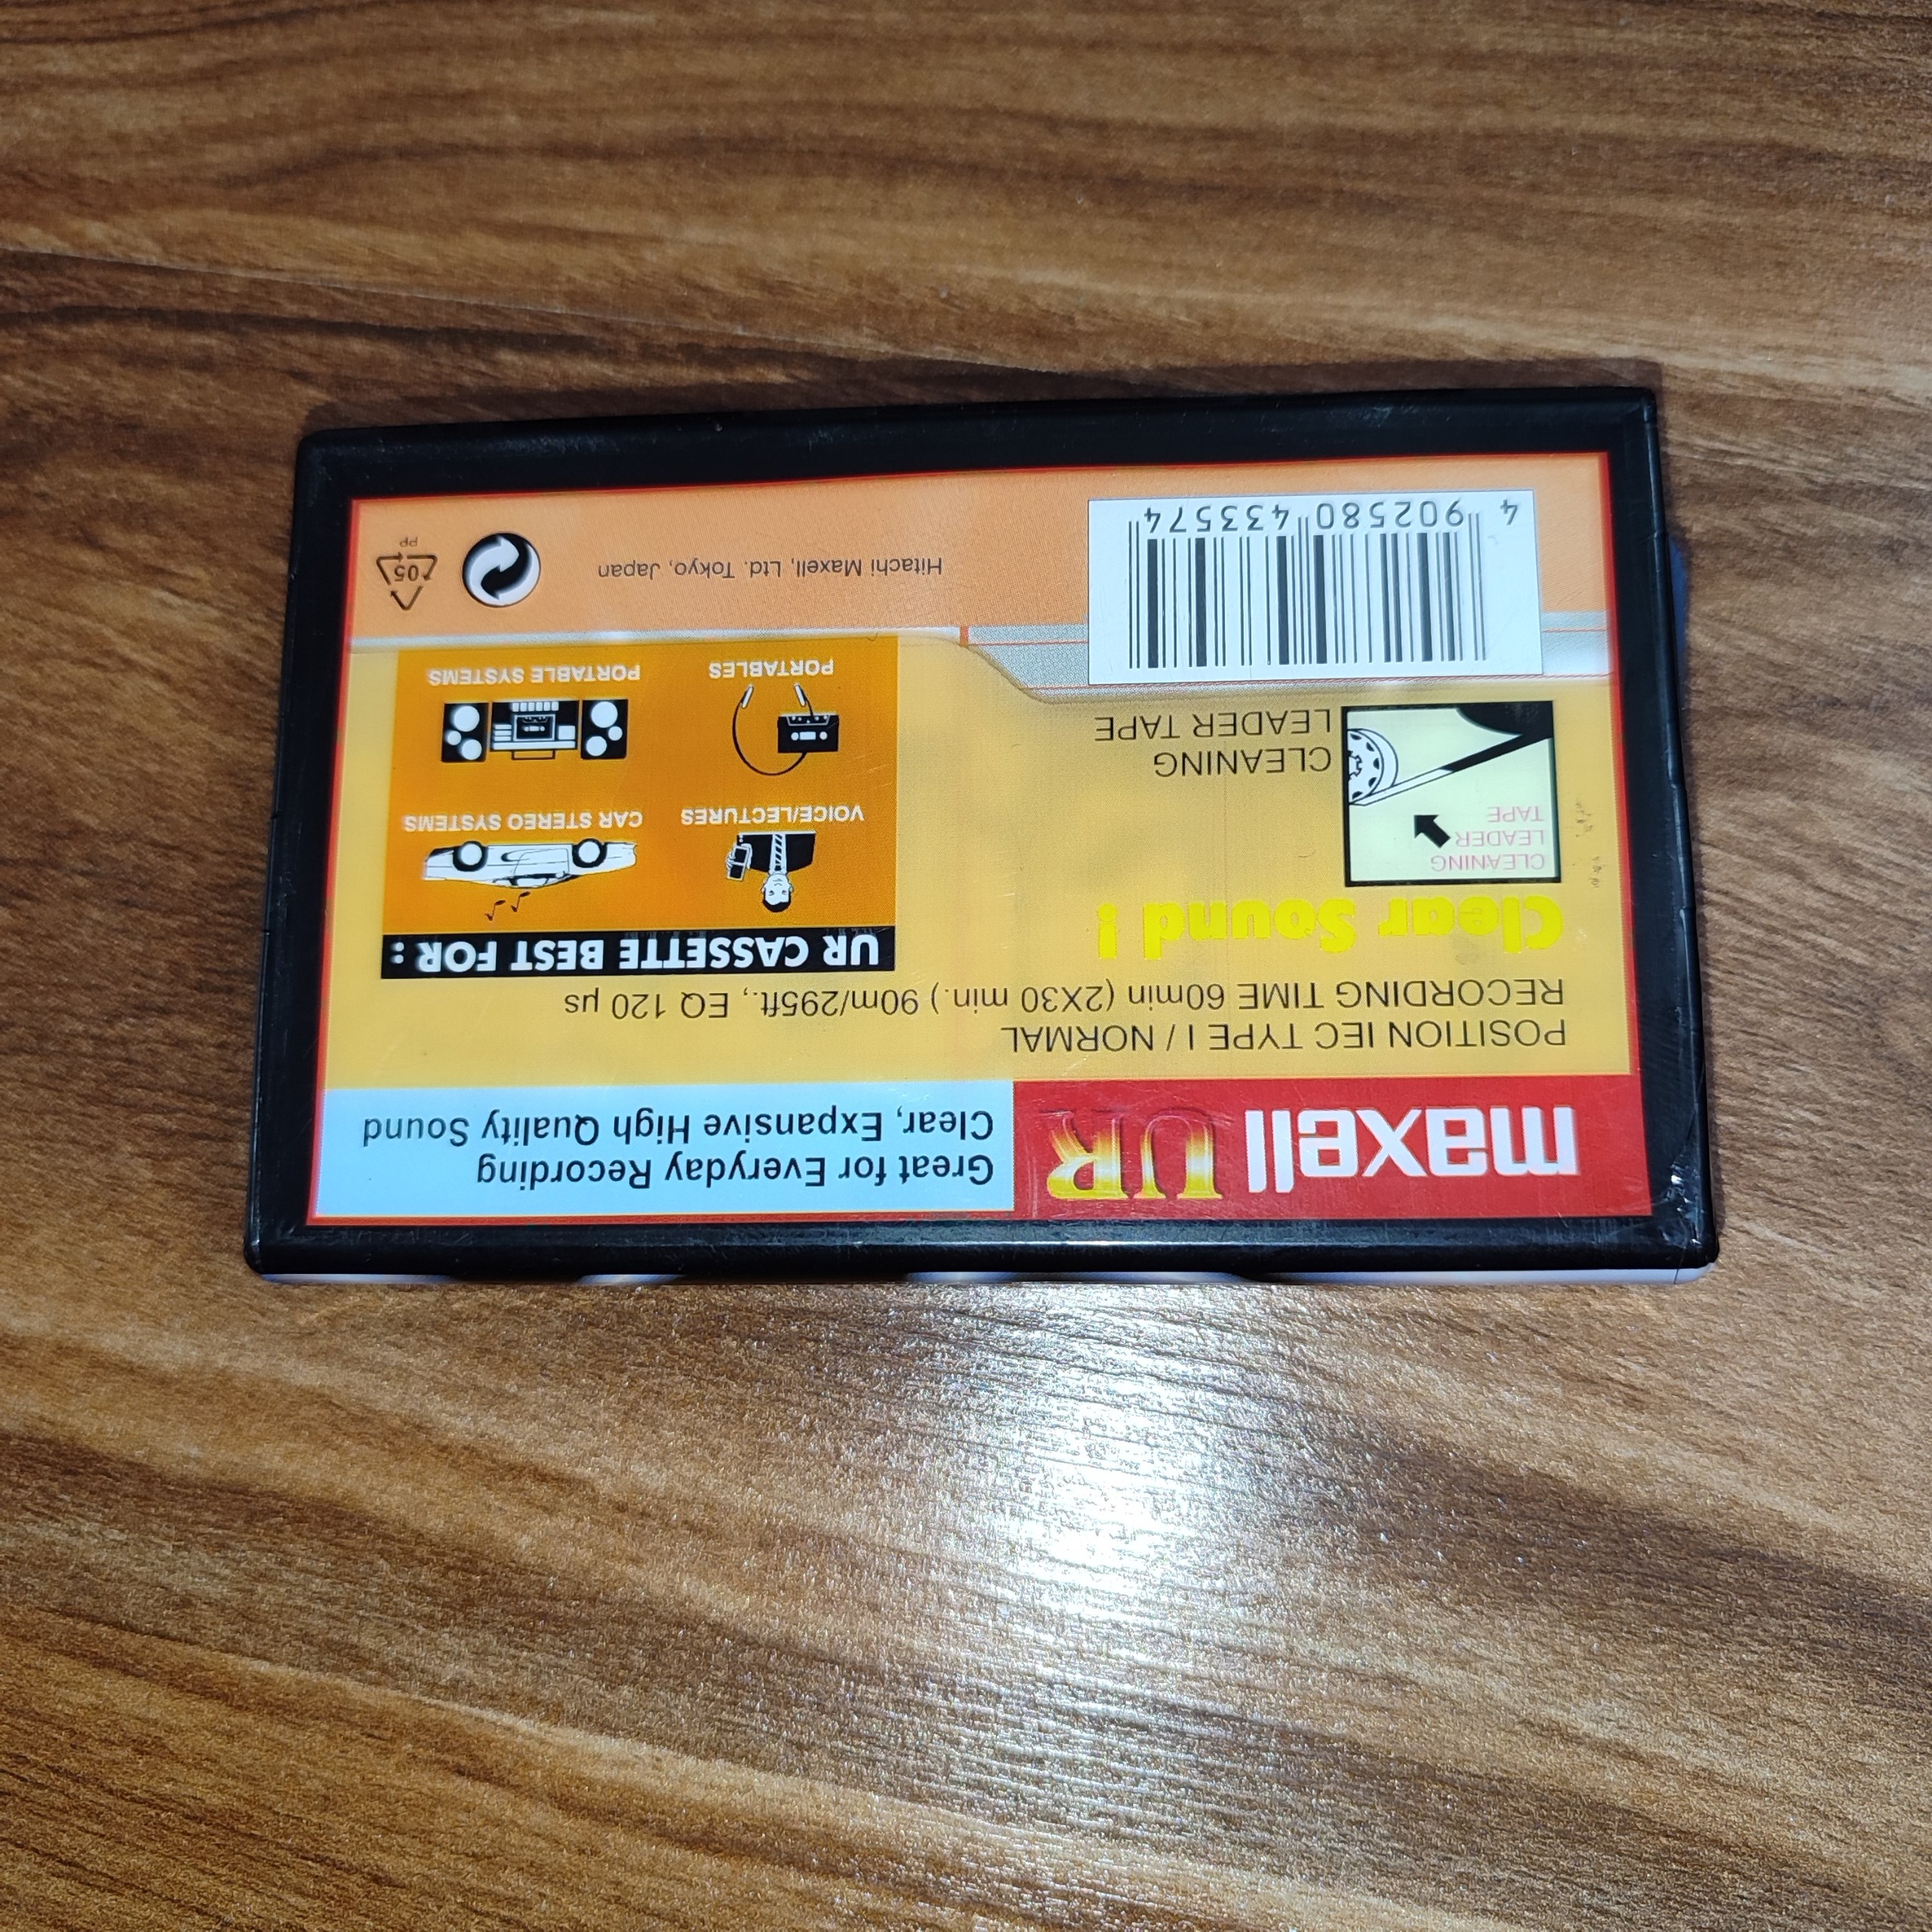 maxell UR
Great for Everyday Recording
Clear, Expansive High Quality Sound
POSITION IEC TYPE I / NORMAL
RECORDING TIME 60min (2X30 min.) 90m/295ft., EQ 120 µs
Clear Sound !
CLEANING
LEADER
TAPE
CLEANING
LEADER TAPE
UR CASSETTE BEST FOR :
VOICE/LECTURES
CAR STEREO SYSTEMS
PORTABLES
PORTABLE SYSTEMS
4 902580 433574
Hitachi Maxell, Ltd. Tokyo, Japan
05
PP